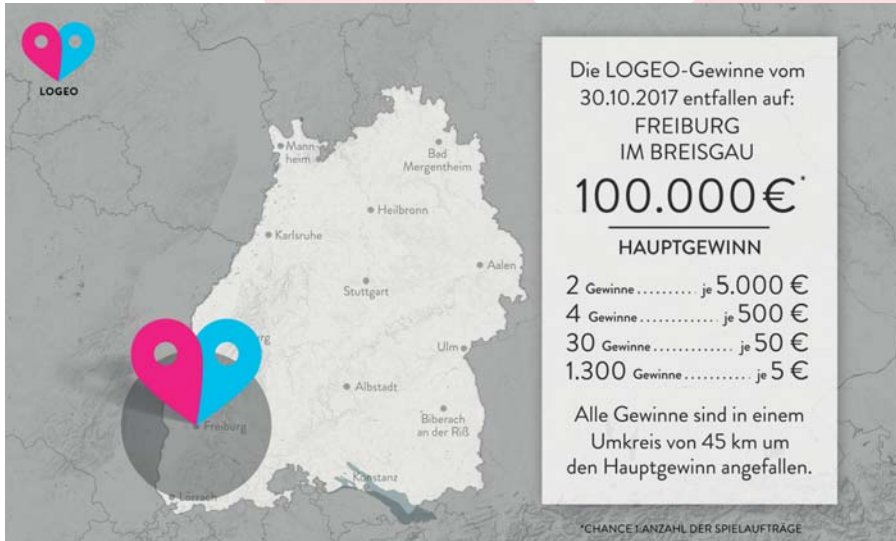 LOGEO
Die LOGEO-Gewinne vom
30.10.2017 entfallen auf:
FREIBURG
IM BREISGAU
100.000 €*
HAUPTGEWINN
2 Gewinne.......... je 5.000 €
4 Gewinne.............. je 500 €
30 Gewinne.............. je 50 €
1.300 Gewinne........... je 5 €
Alle Gewinne sind in einem
Umkreis von 45 km um
den Hauptgewinn angefallen.
*CHANCE 1:ANZAHL DER SPIELAUFTRÄGE
Mann-
heim
Bad
Mergentheim
Heilbronn
Karlsruhe
Aalen
Stuttgart
Ulm
Albstadt
Biberach
an der Riß
Freiburg
Konstanz
Lörrach